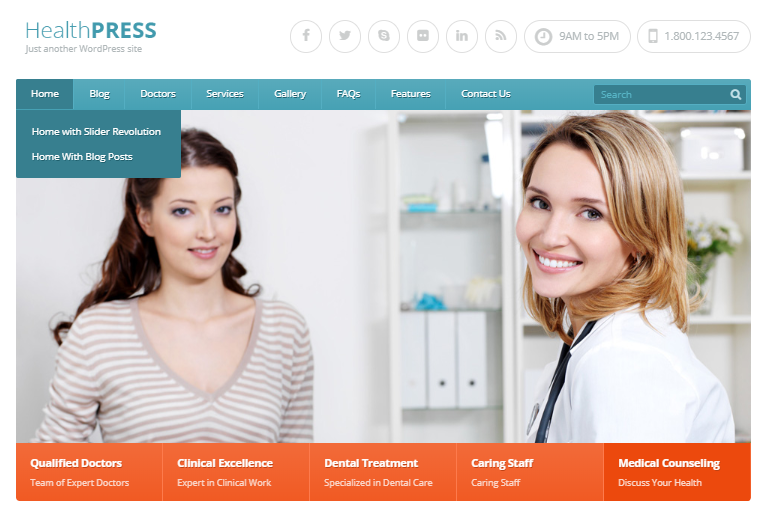 HealthPRESS
Just another WordPress site
9AM to 5PM
1.800.123.4567
Home Blog Doctors Services Gallery FAQs Features Contact Us Search
Home with Slider Revolution
Home With Blog Posts
Qualified Doctors Clinical Excellence Dental Treatment Caring Staff Medical Counseling
Team of Expert Doctors Expert in Clinical Work Specialized in Dental Care Caring Staff Discuss Your Health